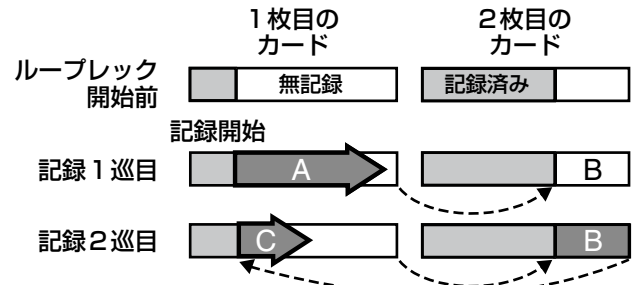 1枚目の
カード
2枚目の
カード
ループレック
開始前
無記録
記録済み
記録開始
記録1巡目
A
B
記録2巡目
C
B